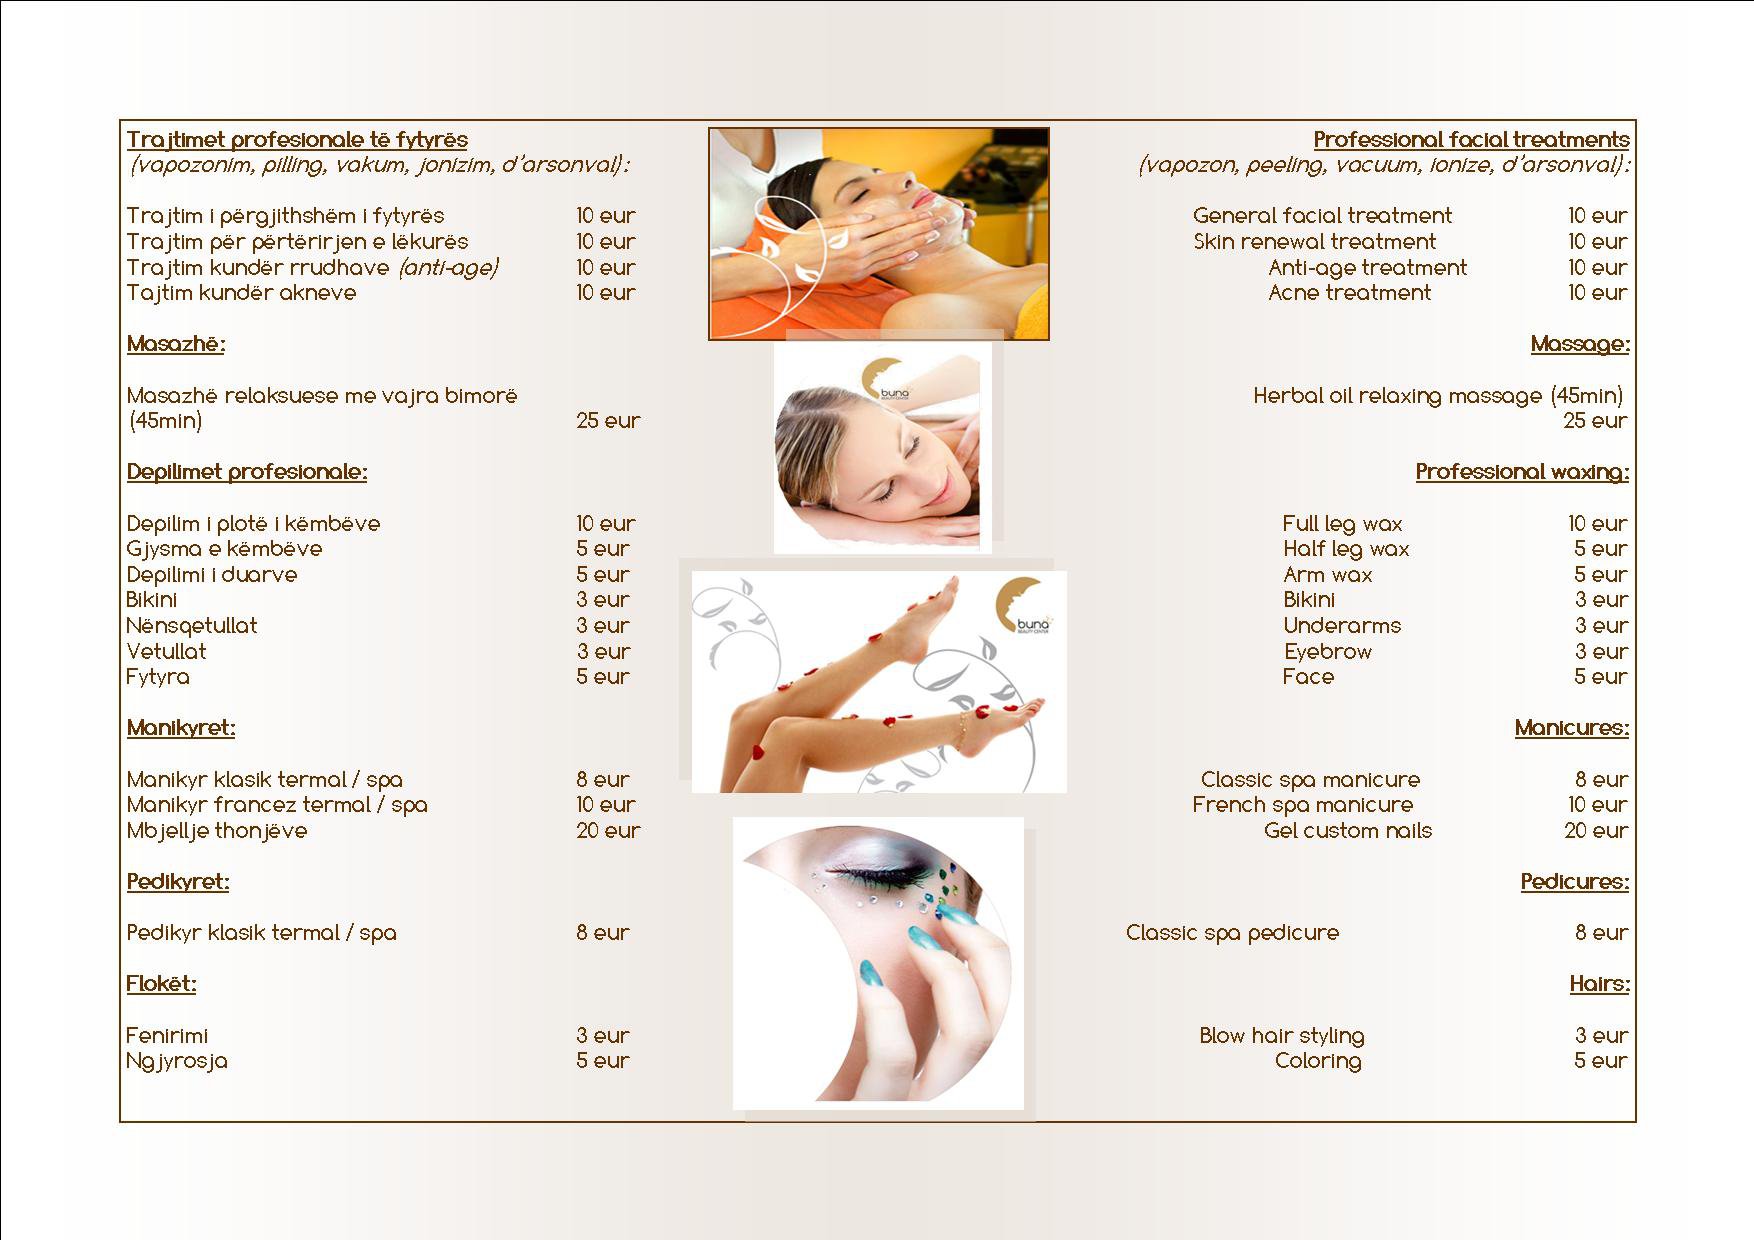 Trajtimet profesionale të fytyrës
(vapozonim, pilling, vakum, jonizim, d'arsonval):
Trajtim i përgjithshëm i fytyrës 10 eur
Trajtim për përtërirjen e lëkurës 10 eur
Trajtim kundër rrudhave (anti-age) 10 eur
Tajtim kundër akneve 10 eur
Masazhë:
Masazhë relaksuese me vajra bimorë
(45min) 25 eur
Depilimet profesionale:
Depilim i plotë i këmbëve 10 eur
Gjysma e këmbëve 5 eur
Depilimi i duarve 5 eur
Bikini 3 eur
Nënsqetullat 3 eur
Vetullat 3 eur
Fytyra 5 eur
Manikyret:
Manikyr klasik termal / spa 8 eur
Manikyr francez termal / spa 10 eur
Mbjellje thonjëve 20 eur
Pedikyret:
Pedikyr klasik termal / spa 8 eur
Flokët:
Fenirimi 3 eur
Ngjyrosja 5 eur
buna
BEAUTY CENTER
buna
BEAUTY CENTER
Professional facial treatments
(vapozon, peeling, vacuum, ionize, d'arsonval):
General facial treatment 10 eur
Skin renewal treatment 10 eur
Anti-age treatment 10 eur
Acne treatment 10 eur
Massage:
Herbal oil relaxing massage (45min)
25 eur
Professional waxing:
Full leg wax 10 eur
Half leg wax 5 eur
Arm wax 5 eur
Bikini 3 eur
Underarms 3 eur
Eyebrow 3 eur
Face 5 eur
Manicures:
Classic spa manicure 8 eur
French spa manicure 10 eur
Gel custom nails 20 eur
Pedicures:
Classic spa pedicure 8 eur
Hairs:
Blow hair styling 3 eur
Coloring 5 eur